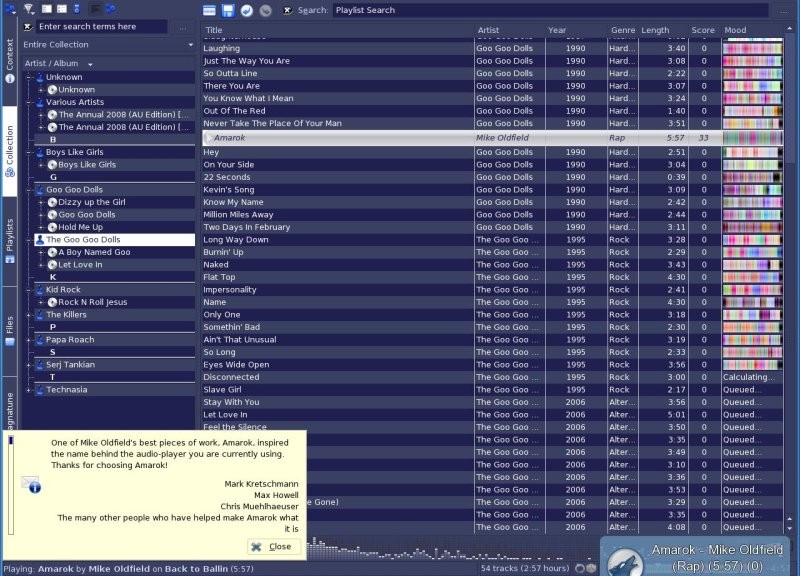 Search: Playlist Search
Enter search terms here
...
Entire Collection
Artist / Album
Unknown
Unknown
Various Artists
The Annual 2008 (AU Edition) [...
The Annual 2008 (AU Edition) [...
B
Boys Like Girls
Boys Like Girls
G
Goo Goo Dolls
Dizzy up the Girl
Goo Goo Dolls
Hold Me Up
The Goo Goo Dolls
A Boy Named Goo
Let Love In
K
Kid Rock
Rock N Roll Jesus
The Killers
P
Papa Roach
S
Serj Tankian
T
Technasia
Context
Collection
Playlists
Files
agnatune
Title Artist Year Genre Length Score Mood
Laughing Goo Goo Dolls 1990 Hard... 3:40 0
Just The Way You Are Goo Goo Dolls 1990 Hard... 3:08 0
So Outta Line Goo Goo Dolls 1990 Hard... 2:22 0
There You Are Goo Goo Dolls 1990 Hard... 3:07 0
You Know What I Mean Goo Goo Dolls 1990 Hard... 3:24 0
Out Of The Red Goo Goo Dolls 1990 Hard... 1:40 0
Never Take The Place Of Your Man Goo Goo Dolls 1990 Hard... 3:51 0
Amarok Mike Oldfield Rap 5:57 33
Hey Goo Goo Dolls 1990 Hard... 2:51 0
On Your Side Goo Goo Dolls 1990 Hard... 3:04 0
22 Seconds Goo Goo Dolls 1990 Hard... 0:39 0
Kevin's Song Goo Goo Dolls 1990 Hard... 3:09 0
Know My Name Goo Goo Dolls 1990 Hard... 2:42 0
Million Miles Away Goo Goo Dolls 1990 Hard... 2:44 0
Two Days In February Goo Goo Dolls 1990 Hard... 3:11 0
Long Way Down The Goo Goo ... 1995 Rock 3:28 0
Burnin' Up The Goo Goo ... 1995 Rock 2:29 0
Naked The Goo Goo ... 1995 Rock 3:43 0
Flat Top The Goo Goo ... 1995 Rock 4:30 0
Impersonality The Goo Goo ... 1995 Rock 2:41 0
Name The Goo Goo ... 1995 Rock 4:30 0
Only One The Goo Goo ... 1995 Rock 3:18 0
Somethin' Bad The Goo Goo ... 1995 Rock 2:30 0
Ain't That Unusual The Goo Goo ... 1995 Rock 3:19 0
So Long The Goo Goo ... 1995 Rock 2:33 0
Eyes Wide Open The Goo Goo ... 1995 Rock 3:56 0
Disconnected The Goo Goo ... 1995 Rock 3:00 0 Calculating...
Slave Girl The Goo Goo ... 1995 Rock 2:17 0 Queued...
Stay With You The Goo Goo ... 2006 Alter... 3:56 0 Queued...
Let Love In The Goo Goo ... 2006 Alter... 5:01 0 Queued...
Feel the Silence The Goo Goo ... 2006 Alter... 3:50 0 Queued...
The Goo Goo ... 2006 Alter... 3:35 0 Queued...
The Goo Goo ... 2006 Alter... 3:49 0 Queued...
The Goo Goo ... 2006 Alter... 3:10 0 Queued...
The Goo Goo ... 2006 Alter... 3:36 0 Queued...
The Goo Goo ... 2006 Alter... 3:53 0 Queued...
e Gone) The Goo Goo ... 2006 Alter... 3:29 0 Queued...
The Goo Goo ... 2006 Alter... 3:35 0 Queued...
The Goo Goo ... 2006 Alter... 4:08 0 Queued...
One of Mike Oldfield's best pieces of work, Amarok, inspired
the name behind the audio-player you are currently using.
Thanks for choosing Amarok!
Mark Kretschmann
Max Howell
Chris Muehlhaeuser
The many other people who have helped make Amarok what
it is
Close
Playing: Amarok by Mike Oldfield on Back to Ballin (5:57)
54 tracks (2:57 hours)
Amarok - Mike Oldfield
(Rap) (5:57) (0)